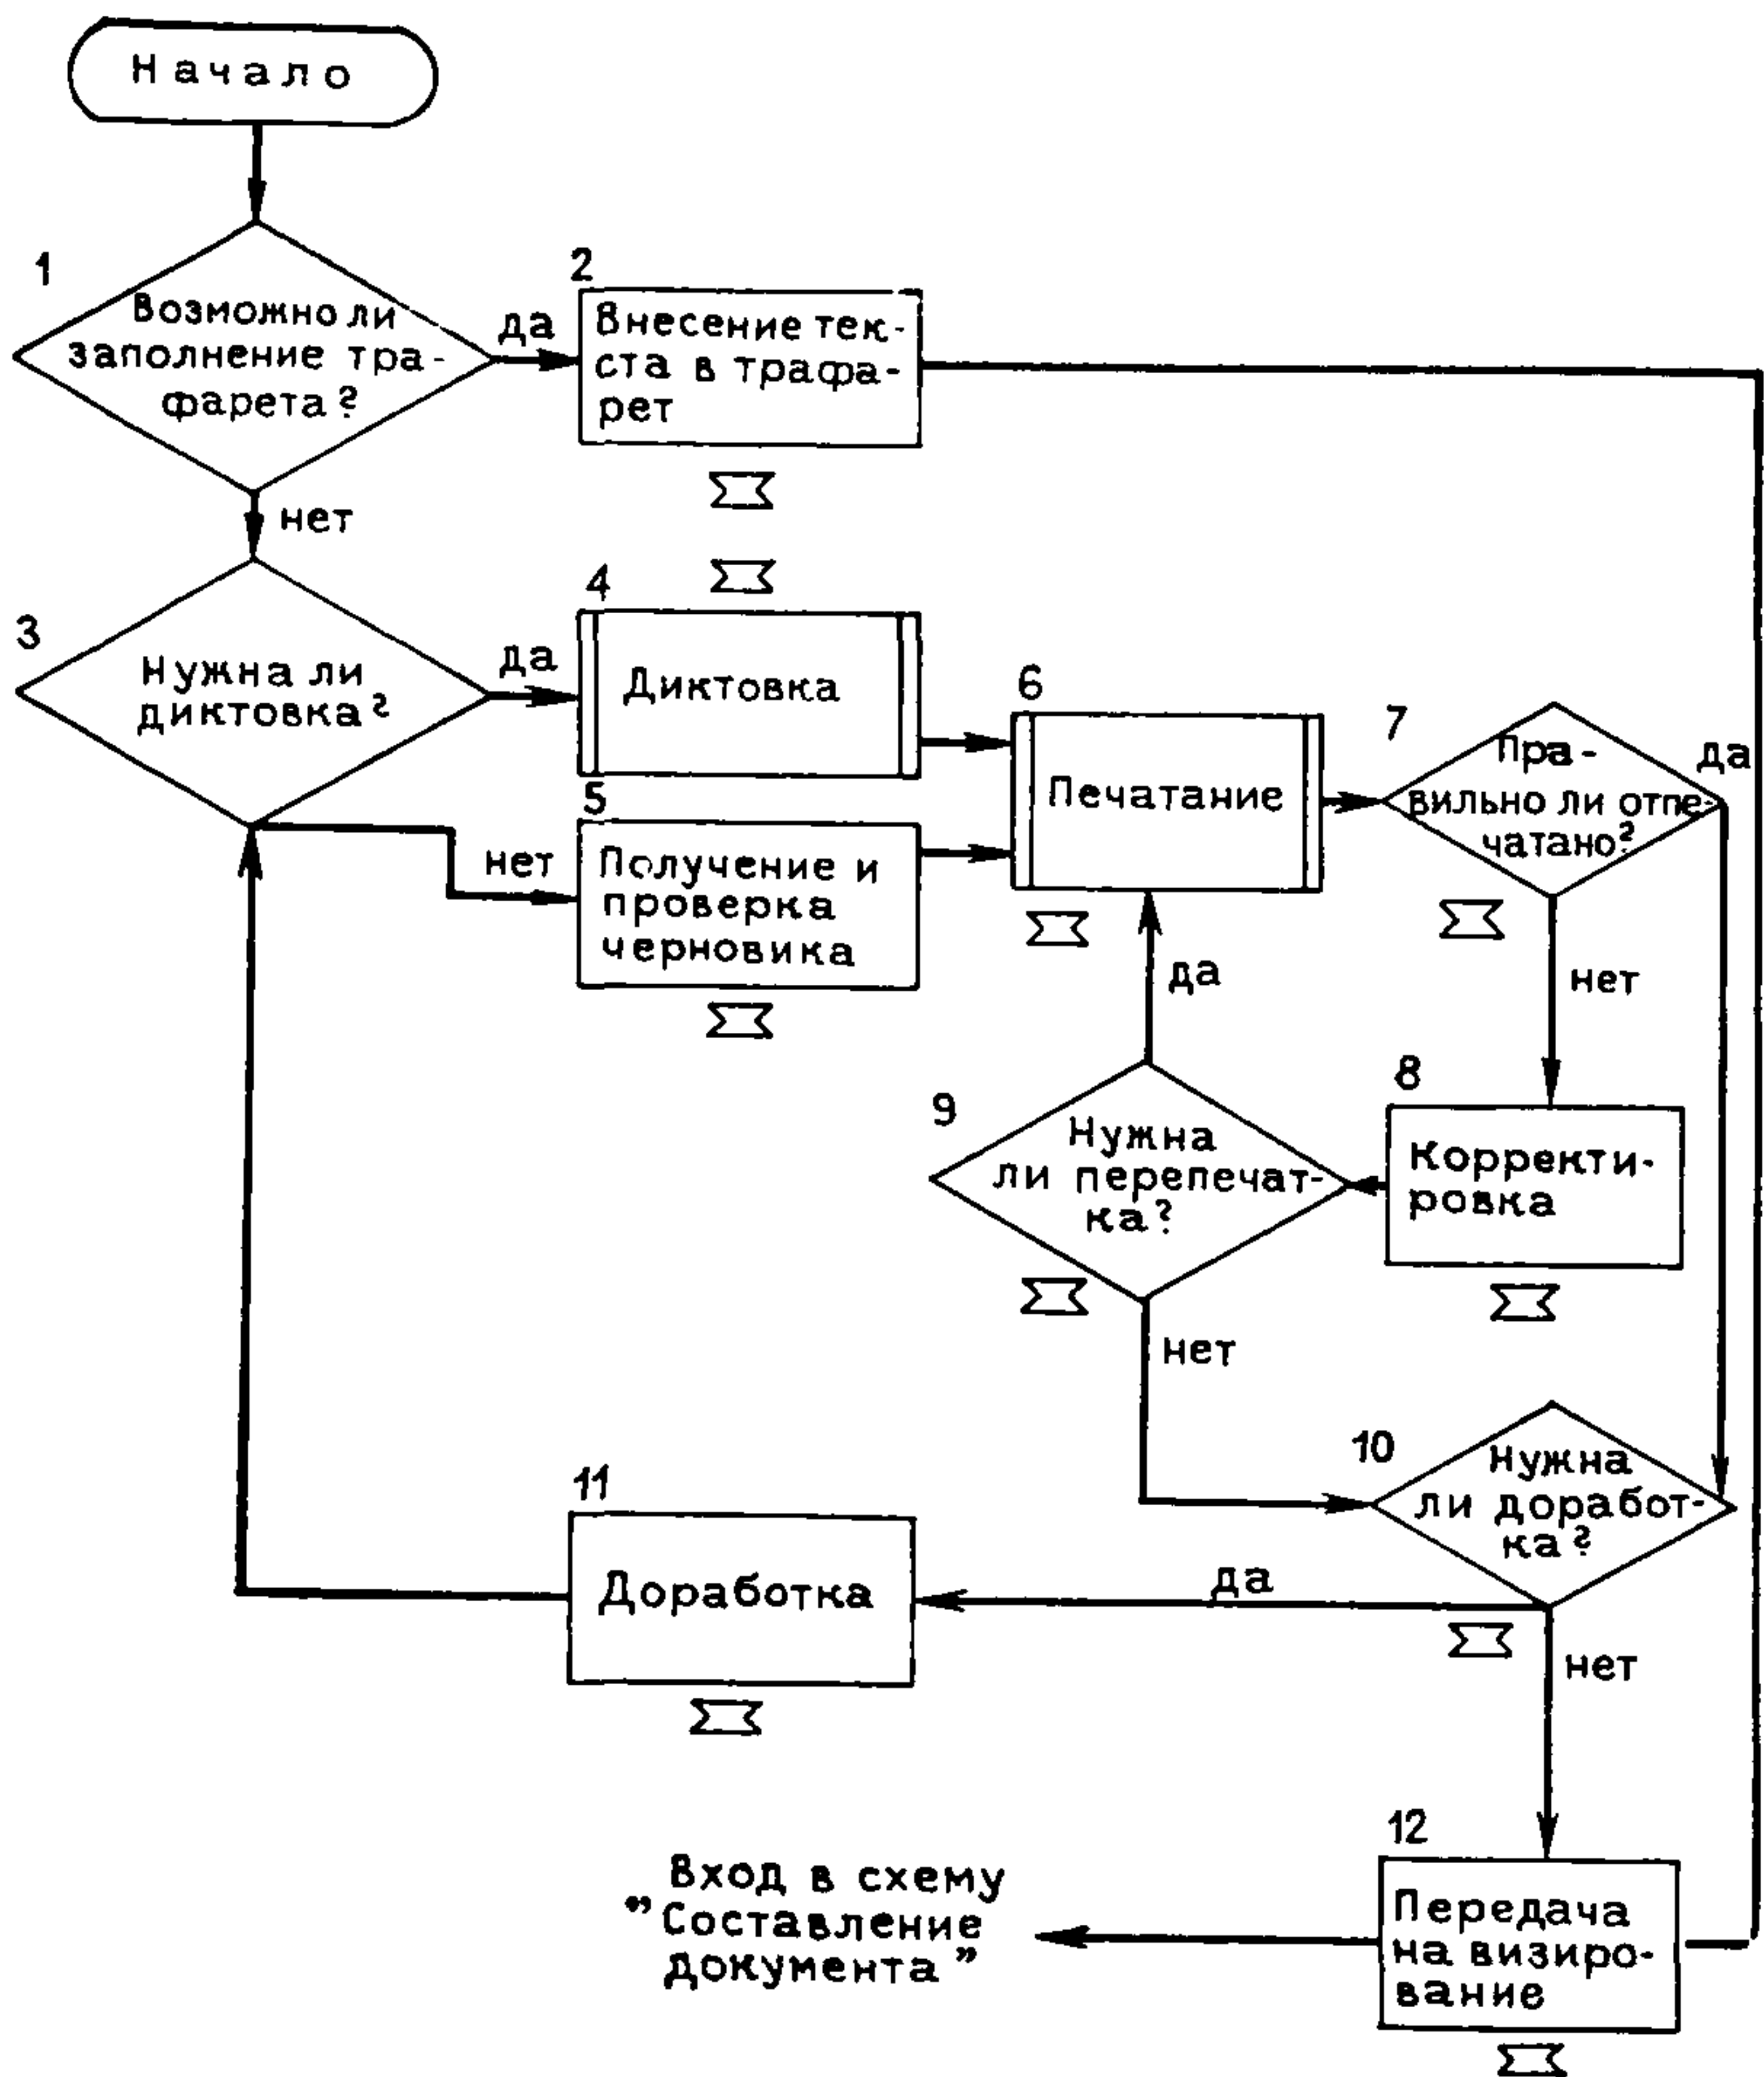 Начало
1
Возможно ли
заполнение тра-
фарета?
да
2
Внесение тек-
ста в трафа-
рет
нет
3
Нужна ли
диктовка?
да
4
Диктовка
нет
5
Получение и
проверка
черновика
6
Печатание
7
Пра-
вильно ли отпе-
чатано?
да
нет
8
Корректи-
ровка
9
Нужна
ли перепечат-
ка?
да
нет
10
Нужна
ли доработ-
ка?
да
11
Доработка
нет
12
Передача
на визиро-
вание
Вход в схему
"Составление
документа"